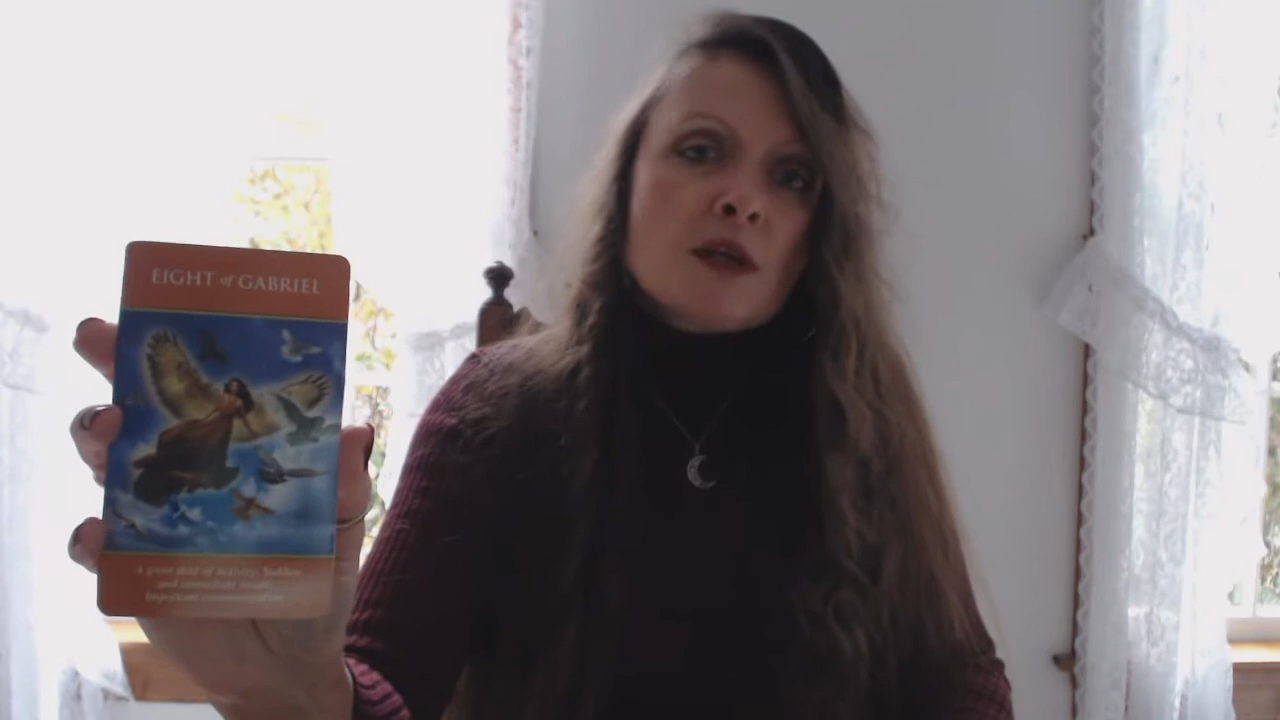 EIGHT of GABRIEL
A great deal of activity. Sudden
and immediate results.
Important communication.